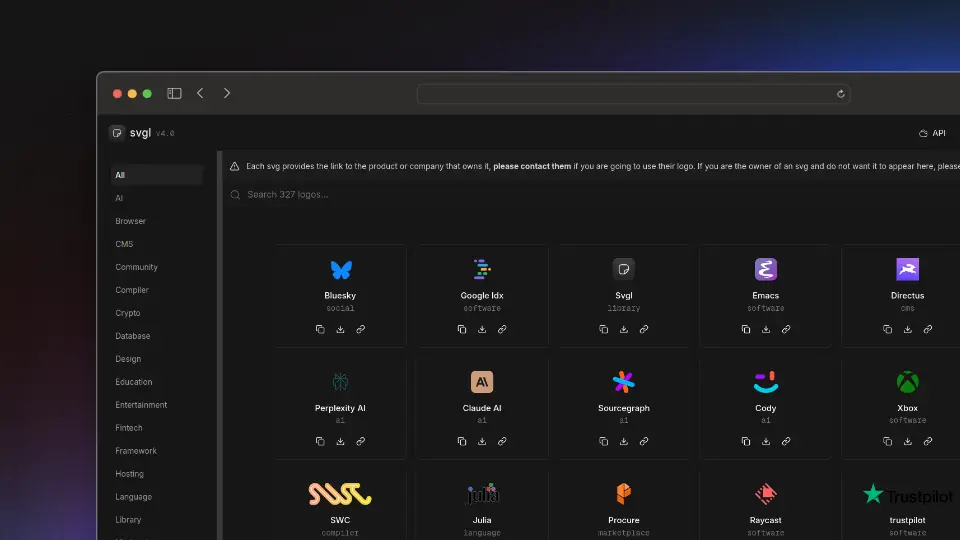 svgl v4.0
API
Each svg provides the link to the product or company that owns it, please contact them if you are going to use their logo. If you are the owner of an svg and do not want it to appear here, please
Search 327 logos...
All
AI
Browser
CMS
Community
Compiler
Crypto
Database
Design
Education
Entertainment
Fintech
Framework
Hosting
Language
Library
Bluesky
social
Google Idx
software
Svgl
library
Emacs
software
Directus
cms
Perplexity AI
ai
Claude AI
ai
Sourcegraph
ai
Cody
ai
Xbox
software
SWC
compiler
julia
Julia
language
Procure
marketplace
Raycast
software
Trustpilot
trustpilot
software